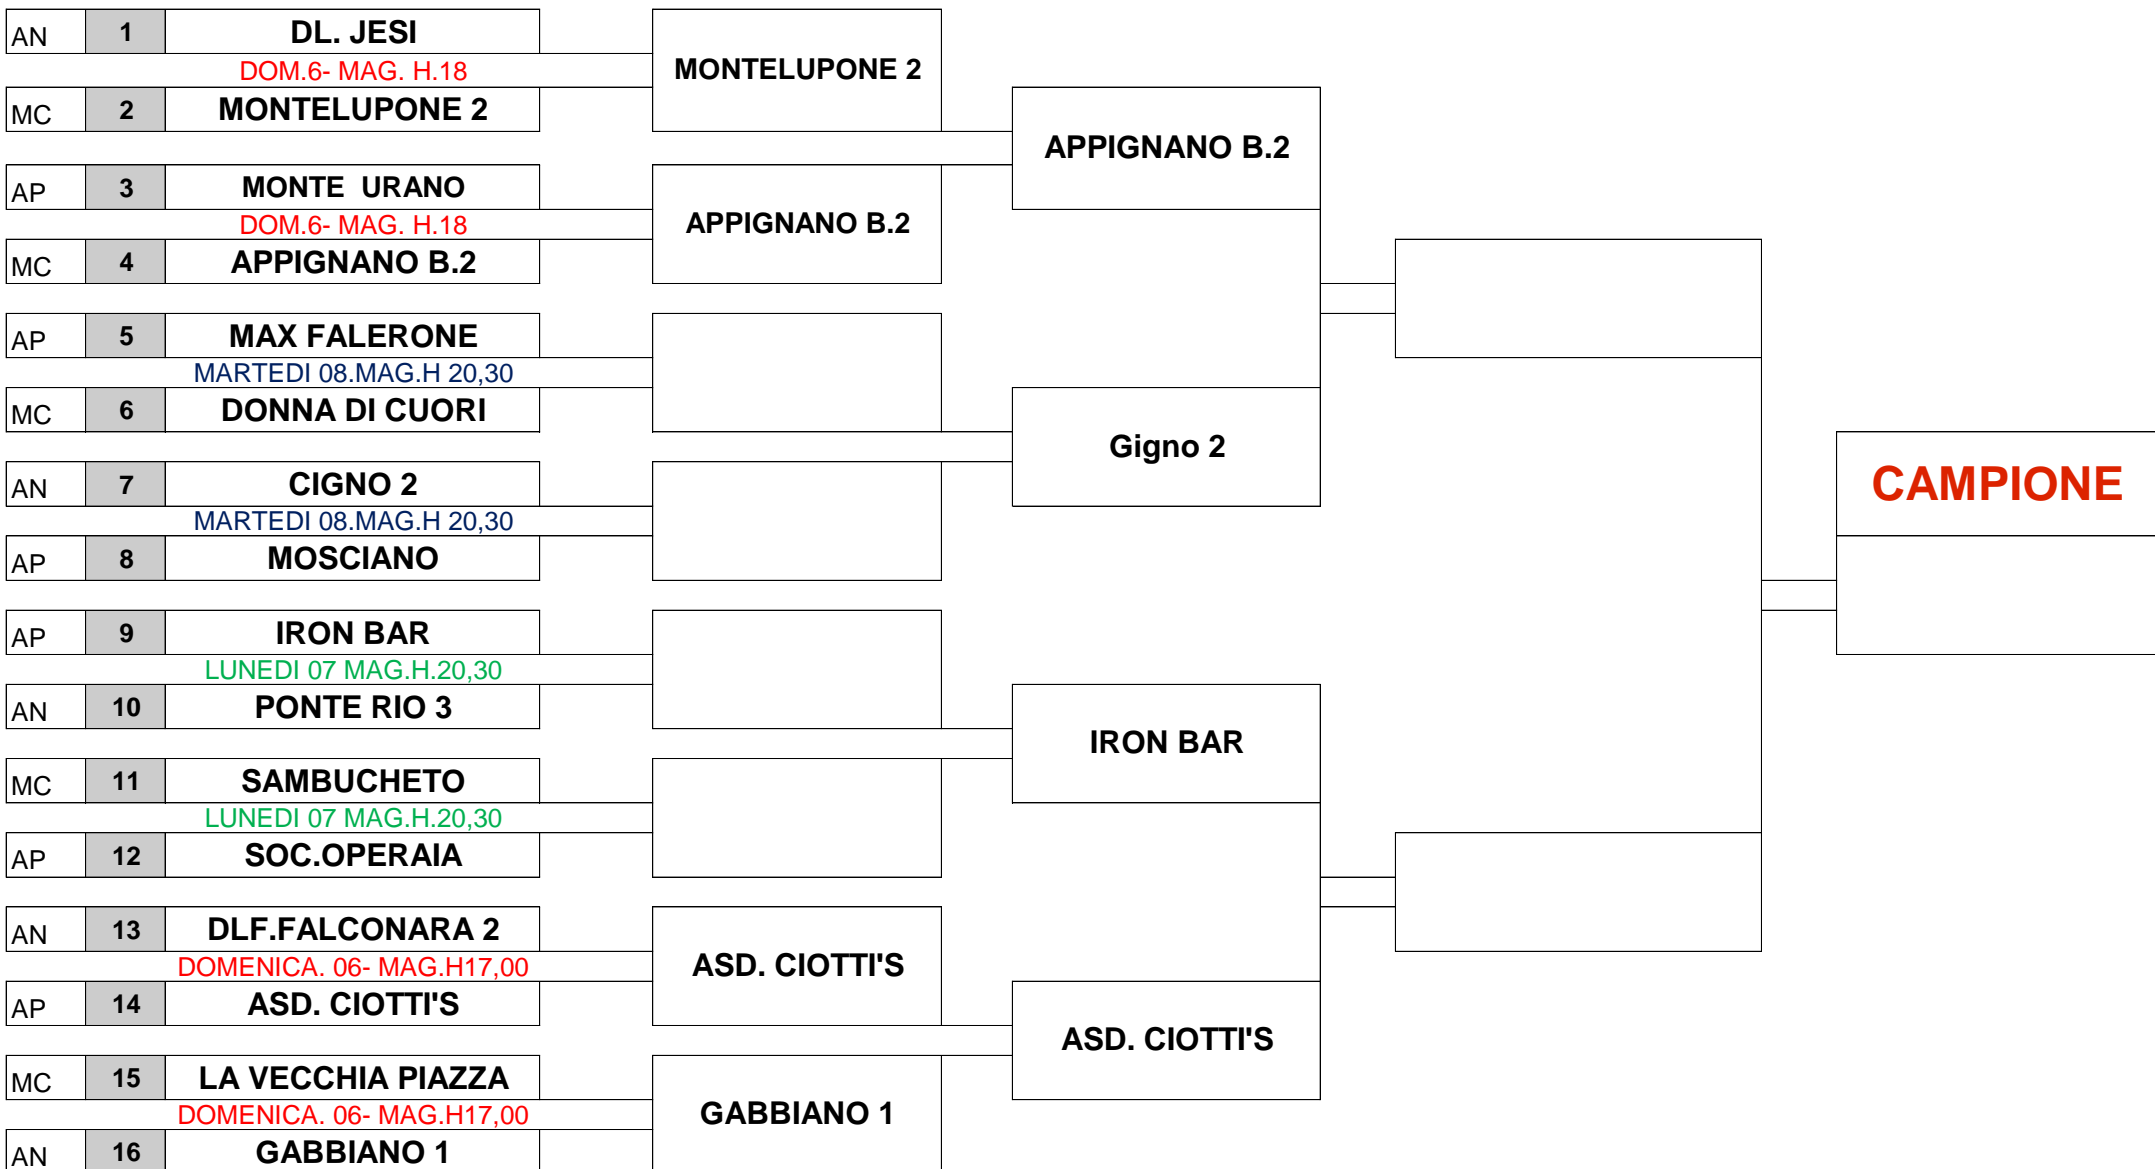 AN 1 DL. JESI
DOM.6- MAG. H.18
MC 2 MONTELUPONE 2
MONTELUPONE 2
AP 3 MONTE  URANO
DOM.6- MAG. H.18
MC 4 APPIGNANO B.2
APPIGNANO B.2
APPIGNANO B.2
AP 5 MAX FALERONE
MARTEDI 08.MAG.H 20,30
MC 6 DONNA DI CUORI
AN 7 CIGNO 2
MARTEDI 08.MAG.H 20,30
AP 8 MOSCIANO
Gigno 2
AP 9 IRON BAR
LUNEDI 07 MAG.H.20,30
AN 10 PONTE RIO 3
MC 11 SAMBUCHETO
LUNEDI 07 MAG.H.20,30
AP 12 SOC.OPERAIA
IRON BAR
AN 13 DLF.FALCONARA 2
DOMENICA. 06- MAG.H17,00
AP 14 ASD. CIOTTI'S
ASD. CIOTTI'S
MC 15 LA VECCHIA PIAZZA
DOMENICA. 06- MAG.H17,00
AN 16 GABBIANO 1
GABBIANO 1
ASD. CIOTTI'S
CAMPIONE